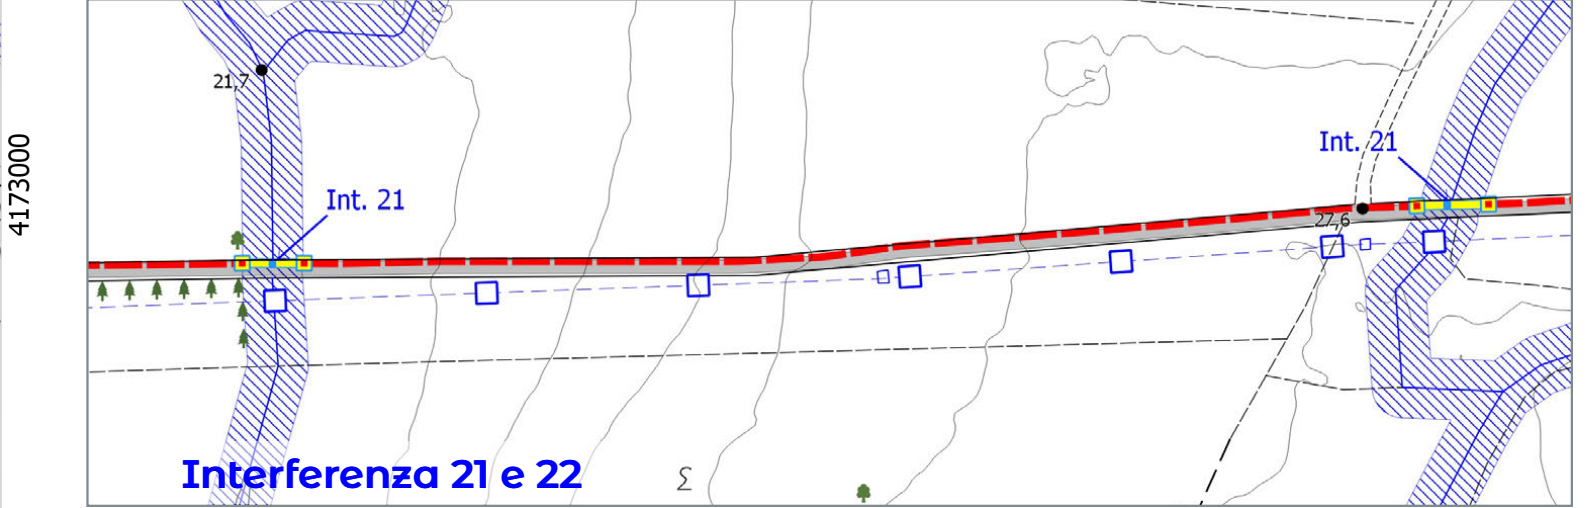 4173000
21,7
Int. 21
Int. 21
27,6
Interferenza 21 e 22
Σ